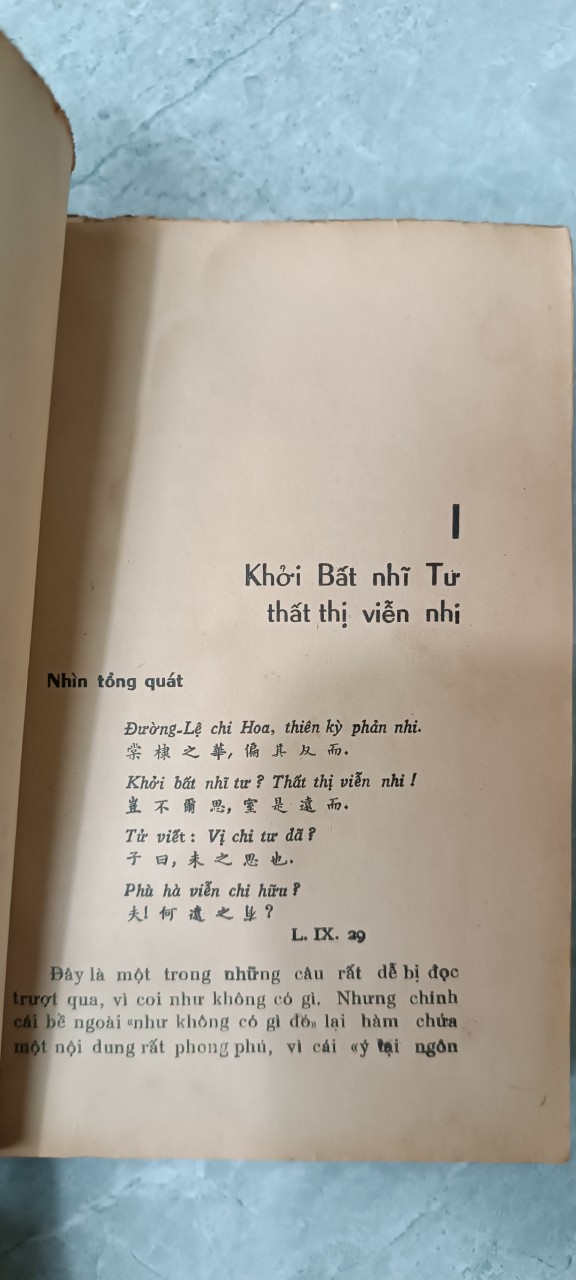 I
Khởi Bất nhĩ Tư
thất thị viễn nhi
Nhìn tổng quát
Đường-Lệ chi Hoa, thiên kỳ phản nhi.
棠 棣 之 華, 偏 其 反 而.
Khởi bất nhĩ tư ? Thất thị viễn nhi !
豈 不 爾 思, 室 是 遠 而.
Tử viết : Vị chi tư dã ?
子 曰, 未 之 思 也.
Phù hà viễn chi hữu ?
夫! 何 遠 之 ?
L. IX. 29
Đây là một trong những câu rất dễ bị đọc
trượt qua, vì coi như không có gì. Nhưng chính
cái bề ngoài «như không có gì đó» lại hàm chứa
một nội dung rất phong phú, vì cái «ý tại ngôn